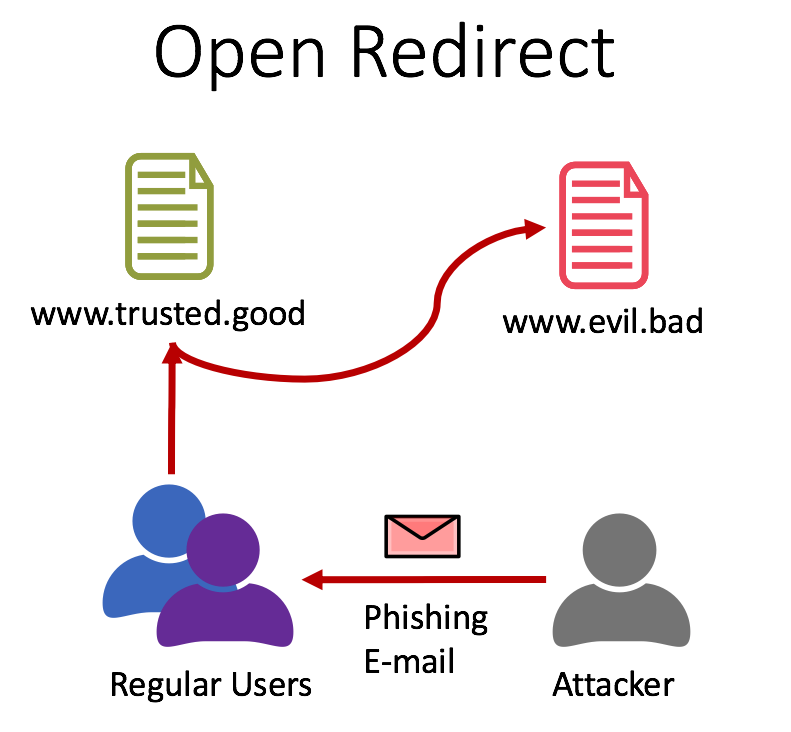 Open Redirect
www.trusted.good
www.evil.bad
Phishing
E-mail
Regular Users
Attacker